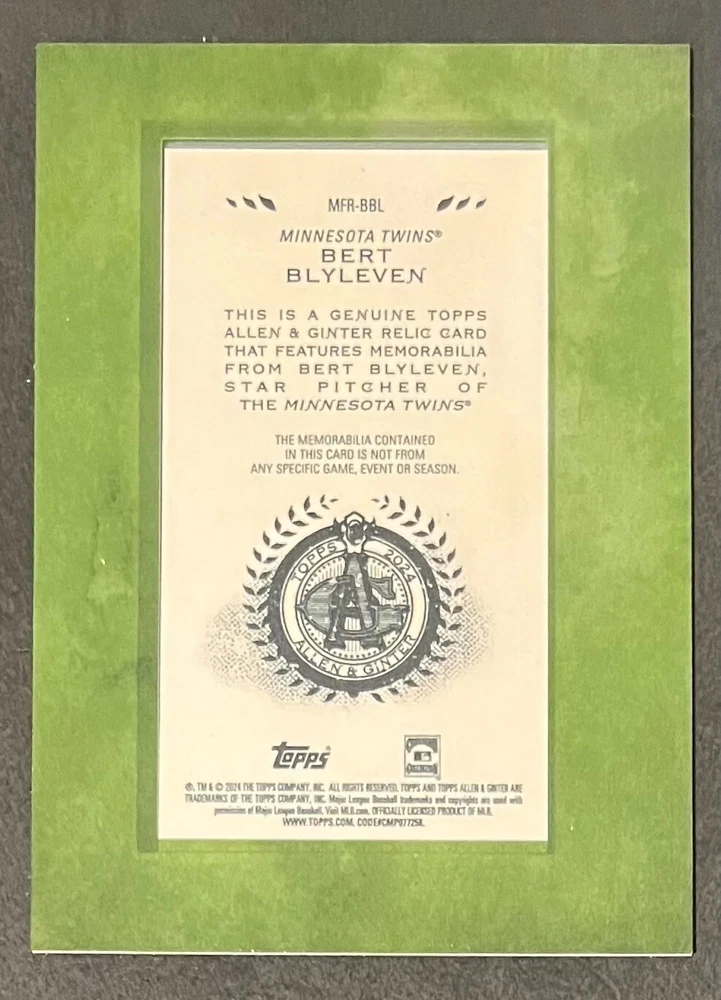 MFR-BBL
MINNESOTA TWINS®
BERT
BLYLEVEN
THIS IS A GENUINE TOPPS
ALLEN & GINTER RELIC CARD
THAT FEATURES MEMORABILIA
FROM BERT BLYLEVEN,
STAR PITCHER OF
THE MINNESOTA TWINS®
THE MEMORABILIA CONTAINED
IN THIS CARD IS NOT FROM
ANY SPECIFIC GAME, EVENT OR SEASON.
TOPPS 2024
AG
ALLEN & GINTER
topps
®, TM & © 2024 THE TOPPS COMPANY, INC. ALL RIGHTS RESERVED. TOPPS AND TOPPS ALLEN & GINTER ARE
TRADEMARKS OF THE TOPPS COMPANY, INC. Major League Baseball trademarks and copyrights are used with
permission of Major League Baseball. Visit MLB.com. OFFICIALLY LICENSED PRODUCT OF MLB.
WWW.TOPPS.COM. CODE#CMP077258.